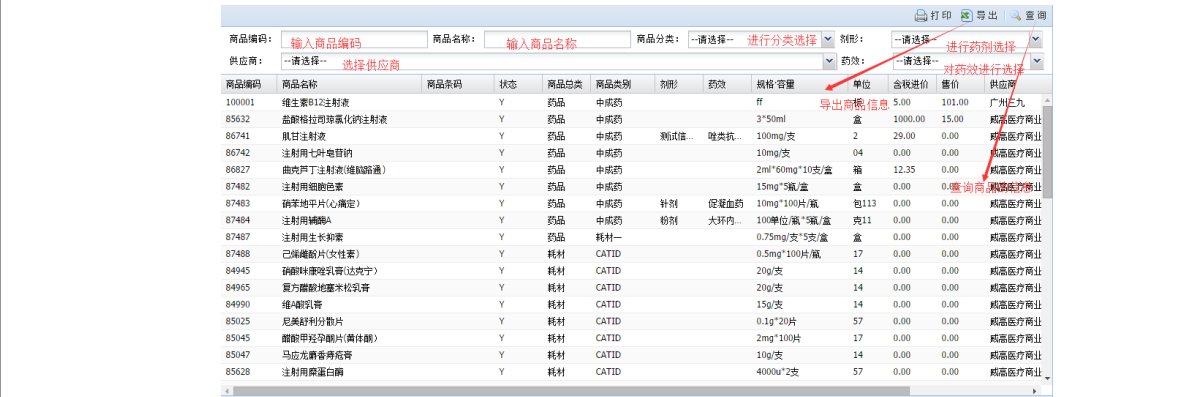 打印 导出 查询
商品编码： 输入商品编码 商品名称： 输入商品名称 商品分类： --请选择-- 进行分类选择 剂形： --请选择-- 进行药剂选择
供应商： --请选择-- 选择供应商 药效： --请选择-- 对药效进行选择
商品编码 商品名称 商品条码 状态 商品总类 商品类别 剂形 药效 规格·容量 单位 含税进价 售价 供应商
100001 维生素B12注射液 Y 药品 中成药 ff 板 5.00 101.00 广州三九
导出商品信息
85632 盐酸格拉司琼氯化钠注射液 Y 药品 中成药 3*50ml 盒 1000.00 15.00 威高医疗商业
86741 肌甘注射液 Y 药品 中成药 测试信... 唑类抗... 100mg/支 2 29.00 0.00 威高医疗商业
86742 注射用七叶皂苷钠 Y 药品 中成药 10mg/支 04 0.00 0.00 威高医疗商业
86827 曲克芦丁注射液(维脑路通) Y 药品 中成药 2ml*60mg*10支/盒 箱 12.35 0.00 威高医疗商业
87482 注射用细胞色素 Y 药品 中成药 15mg*5瓶/盒 盒 0.00 0.00 威高医疗商业
87483 硝苯地平片(心痛定) Y 药品 中成药 针剂 促凝血药 10mg*100片/瓶 包113 0.00 0.00 威高医疗商业
87484 注射用辅酶A Y 药品 中成药 粉剂 大环内... 100单位/瓶*5瓶/盒 克11 0.00 0.00 威高医疗商业
87487 注射用生长抑素 Y 药品 耗材一 0.75mg/支*5支/盒 盒 0.00 0.00 威高医疗商业
87488 己烯雌酚片(女性素) Y 耗材 CATID 0.5mg*100片/瓶 17 0.00 0.00 威高医疗商业
84945 硝酸咪康唑乳膏(达克宁) Y 耗材 CATID 20g/支 14 0.00 0.00 威高医疗商业
84965 复方醋酸地塞米松乳膏 Y 耗材 CATID 20g/支 14 0.00 0.00 威高医疗商业
84990 维A酸乳膏 Y 耗材 CATID 15g/支 14 0.00 0.00 威高医疗商业
85025 尼美舒利分散片 Y 耗材 CATID 0.1g*20片 57 0.00 0.00 威高医疗商业
85045 醋酸甲羟孕酮片(黄体酮) Y 耗材 CATID 2mg*100片 17 0.00 0.00 威高医疗商业
85047 马应龙麝香痔疮膏 Y 耗材 CATID 10g/支 14 0.00 0.00 威高医疗商业
85628 注射用糜蛋白酶 Y 耗材 CATID 4000u*2支 57 0.00 0.00 威高医疗商业